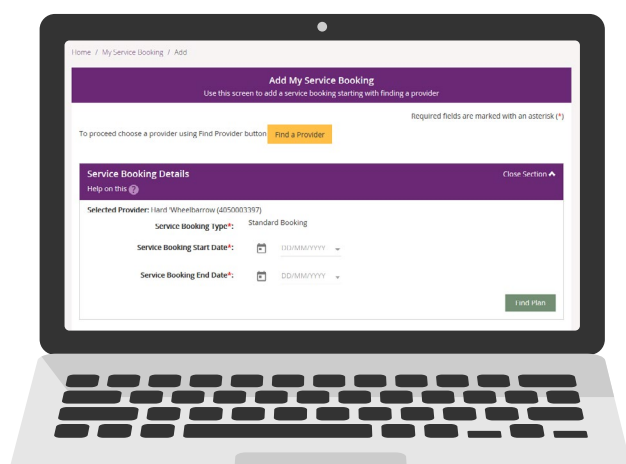 Home / My Service Booking / Add
Add My Service Booking
Use this screen to add a service booking starting with finding a provider
Required fields are marked with an asterisk (*)
To proceed choose a provider using Find Provider button Find a Provider
Service Booking Details Close Section
Help on this ?
Selected Provider: Hard 'Wheelbarrow (4050003397)
Service Booking Type*: Standard Booking
Service Booking Start Date*: DD/MM/YYYY
Service Booking End Date*: DD/MM/YYYY
Find Plan